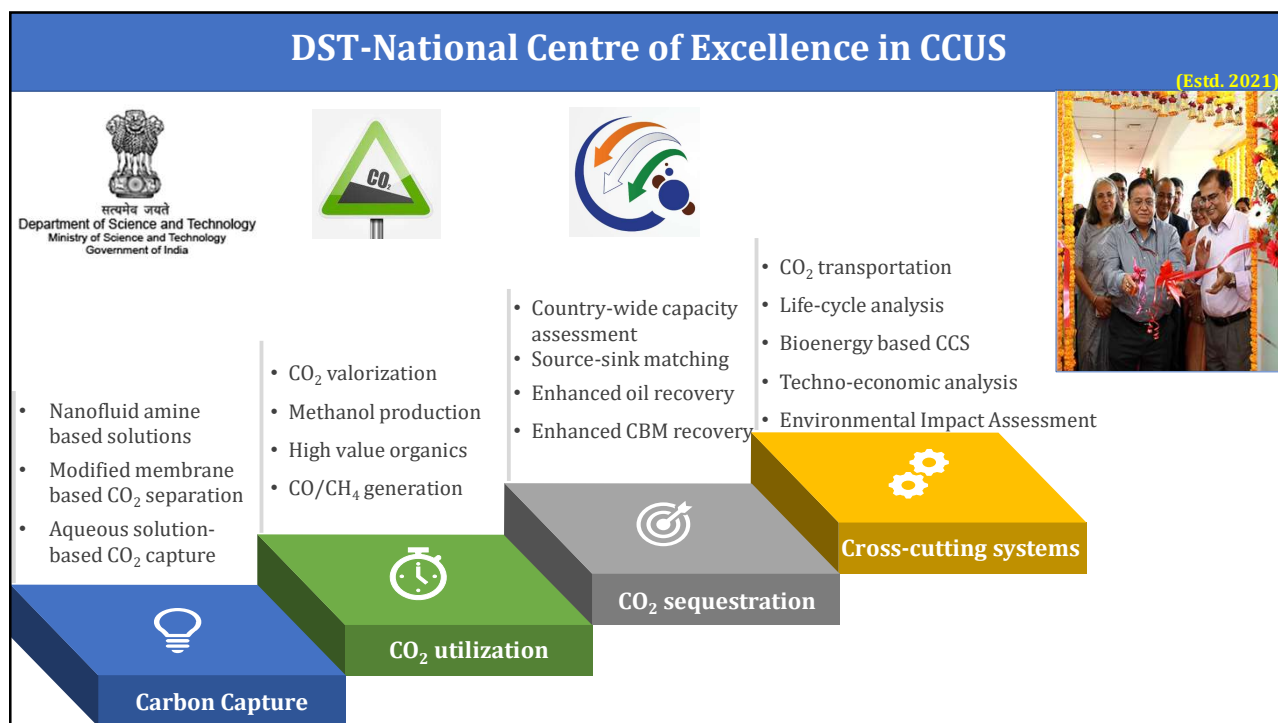 DST-National Centre of Excellence in CCUS
(Estd. 2021)
सत्यमेव जयते
Department of Science and Technology
Ministry of Science and Technology
Government of India
CO₂
• Nanofluid amine
based solutions
• Modified membrane
based CO₂ separation
• Aqueous solution-
based CO₂ capture
Carbon Capture
• CO₂ valorization
• Methanol production
• High value organics
• CO/CH₄ generation
CO₂ utilization
• Country-wide capacity
assessment
• Source-sink matching
• Enhanced oil recovery
• Enhanced CBM recovery
CO₂ sequestration
• CO₂ transportation
• Life-cycle analysis
• Bioenergy based CCS
• Techno-economic analysis
• Environmental Impact Assessment
Cross-cutting systems